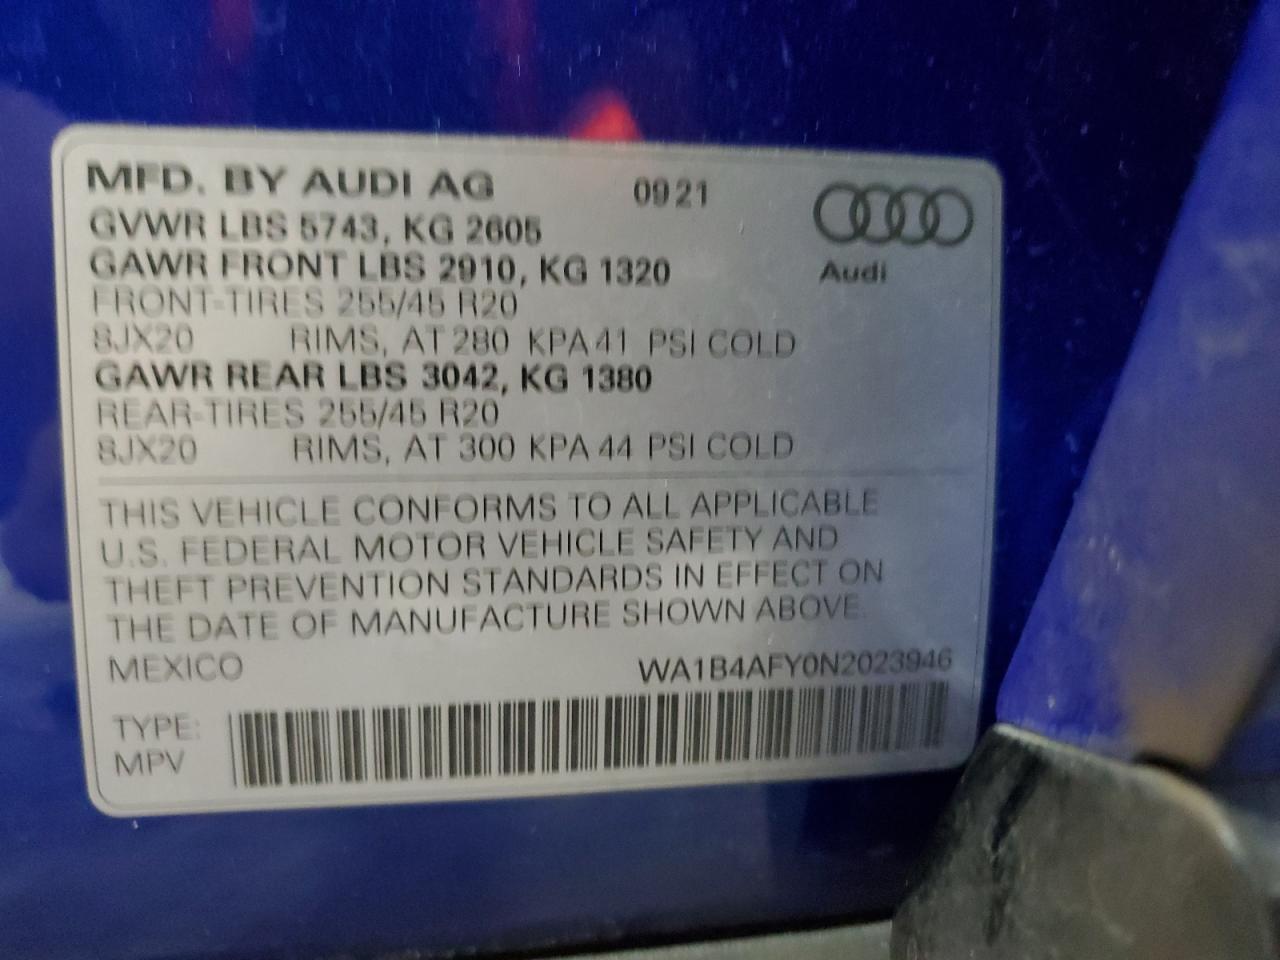 MFD. BY AUDI AG 0921
GVWR LBS 5743, KG 2605
GAWR FRONT LBS 2910, KG 1320
Audi
FRONT-TIRES 255/45 R20
8JX20 RIMS, AT 280 KPA 41 PSI COLD
GAWR REAR LBS 3042, KG 1380
REAR-TIRES 255/45 R20
8JX20 RIMS, AT 300 KPA 44 PSI COLD
THIS VEHICLE CONFORMS TO ALL APPLICABLE
U.S. FEDERAL MOTOR VEHICLE SAFETY AND
THEFT PREVENTION STANDARDS IN EFFECT ON
THE DATE OF MANUFACTURE SHOWN ABOVE.
MEXICO WA1B4AFY0N2023946
TYPE:
MPV